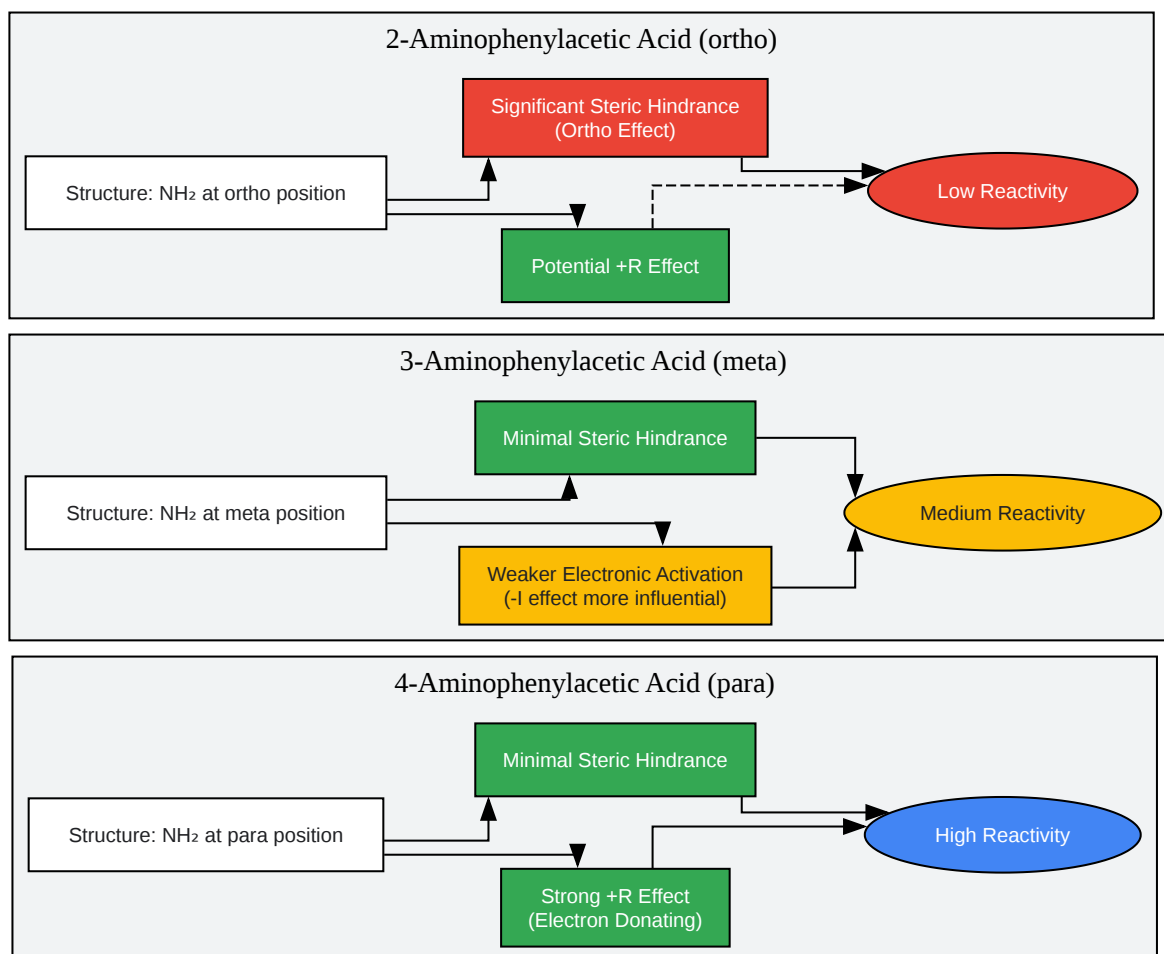 2-Aminophenylacetic Acid (ortho)
Significant Steric Hindrance
(Ortho Effect)
Structure: NH₂ at ortho position
Low Reactivity
Potential +R Effect
3-Aminophenylacetic Acid (meta)
Minimal Steric Hindrance
Structure: NH₂ at meta position
Medium Reactivity
Weaker Electronic Activation
(-I effect more influential)
4-Aminophenylacetic Acid (para)
Minimal Steric Hindrance
Structure: NH₂ at para position
High Reactivity
Strong +R Effect
(Electron Donating)